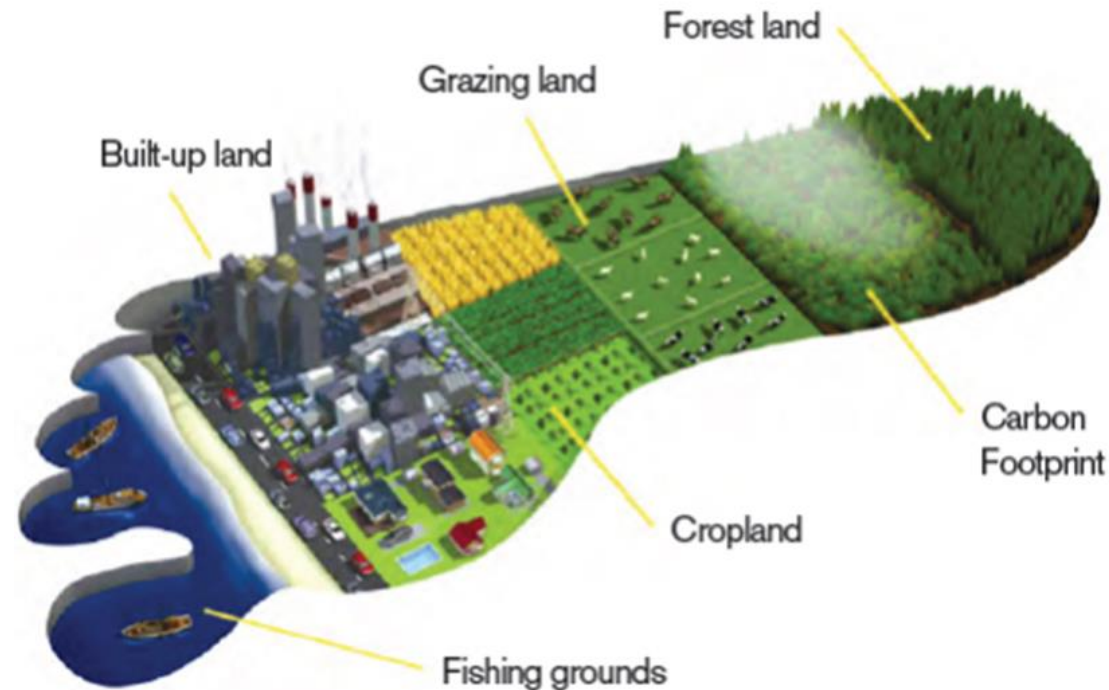 Forest land
Grazing land
Built-up land
Carbon
Footprint
Cropland
Fishing grounds